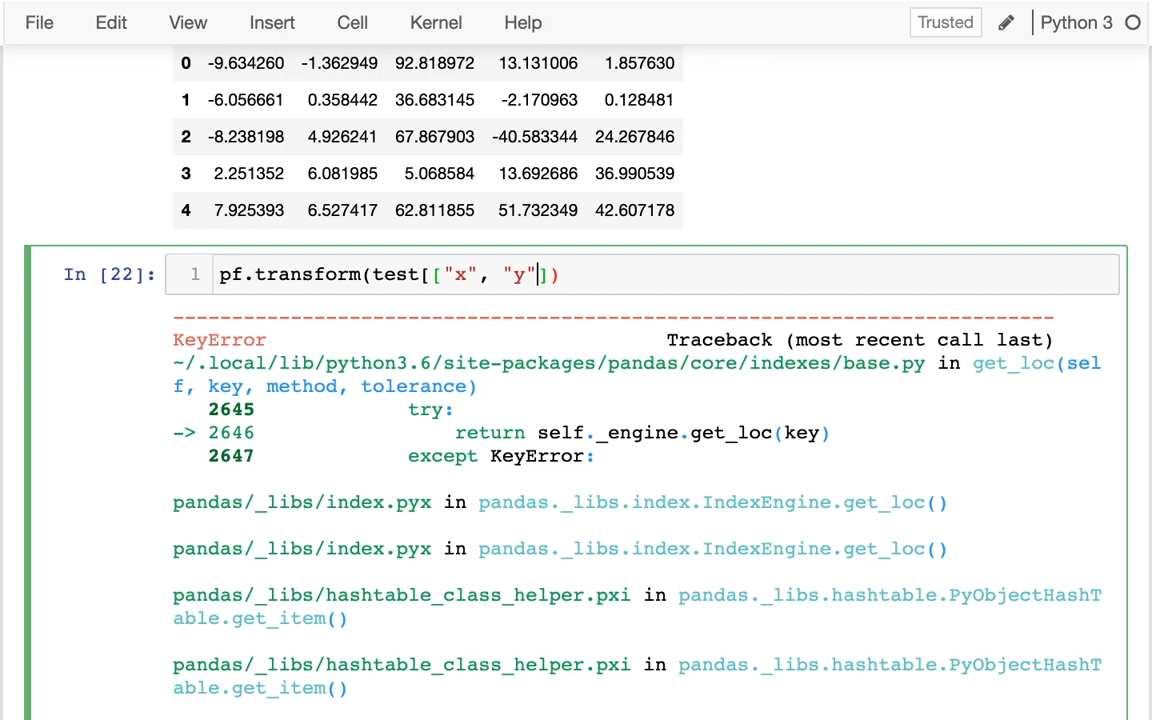 File Edit View Insert Cell Kernel Help Trusted Python 3
0 -9.634260 -1.362949 92.818972 13.131006 1.857630
1 -6.056661 0.358442 36.683145 -2.170963 0.128481
2 -8.238198 4.926241 67.867903 -40.583344 24.267846
3 2.251352 6.081985 5.068584 13.692686 36.990539
4 7.925393 6.527417 62.811855 51.732349 42.607178
In [22]: 1 pf.transform(test[["x", "y"])
---------------------------------------------------------------------------
KeyError Traceback (most recent call last)
~/.local/lib/python3.6/site-packages/pandas/core/indexes/base.py in get_loc(sel
f, key, method, tolerance)
2645 try:
-> 2646 return self._engine.get_loc(key)
2647 except KeyError:
pandas/_libs/index.pyx in pandas._libs.index.IndexEngine.get_loc()
pandas/_libs/index.pyx in pandas._libs.index.IndexEngine.get_loc()
pandas/_libs/hashtable_class_helper.pxi in pandas._libs.hashtable.PyObjectHashT
able.get_item()
pandas/_libs/hashtable_class_helper.pxi in pandas._libs.hashtable.PyObjectHashT
able.get_item()